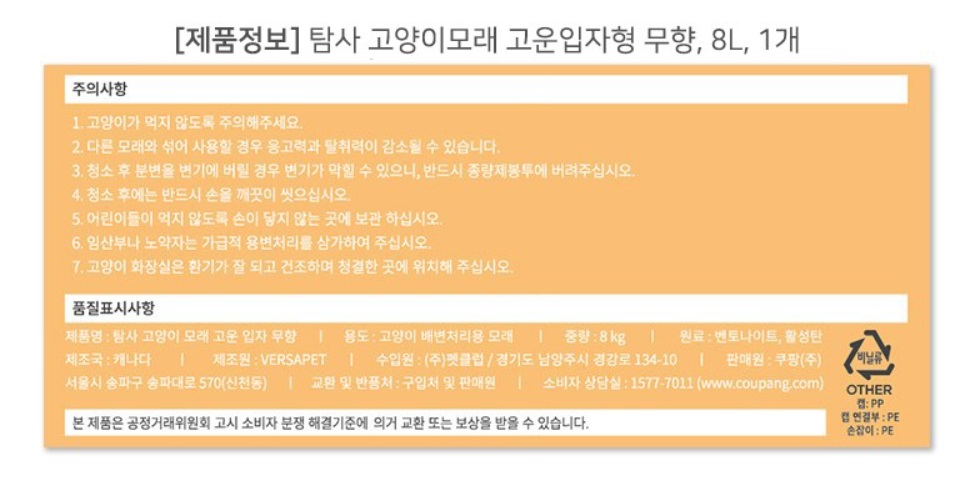 [제품정보] 탐사 고양이모래 고운입자형 무향, 8L, 1개
주의사항
1. 고양이가 먹지 않도록 주의해주세요.
2. 다른 모래와 섞어 사용할 경우 응고력과 탈취력이 감소될 수 있습니다.
3. 청소 후 분변을 변기에 버릴 경우 변기가 막힐 수 있으니, 반드시 종량제봉투에 버려주십시오.
4. 청소 후에는 반드시 손을 깨끗이 씻으십시오.
5. 어린이들이 먹지 않도록 손이 닿지 않는 곳에 보관 하십시오.
6. 임산부나 노약자는 가급적 용변처리를 삼가하여 주십시오.
7. 고양이 화장실은 환기가 잘 되고 건조하며 청결한 곳에 위치해 주십시오.
품질표시사항
제품명 : 탐사 고양이 모래 고운 입자 무향 | 용도 : 고양이 배변처리용 모래 | 중량 : 8 kg | 원료 : 벤토나이트, 활성탄
제조국 : 캐나다 | 제조원 : VERSAPET | 수입원 : (주)펫클럽 / 경기도 남양주시 경강로 134-10 | 판매원 : 쿠팡(주)
서울시 송파구 송파대로 570(신천동) | 교환 및 반품처 : 구입처 및 판매원 | 소비자 상담실 : 1577-7011 (www.coupang.com)
본 제품은 공정거래위원회 고시 소비자 분쟁 해결기준에 의거 교환 또는 보상을 받을 수 있습니다.
비닐류
OTHER
캡: PP
캡 연결부 : PE
손잡이 : PE